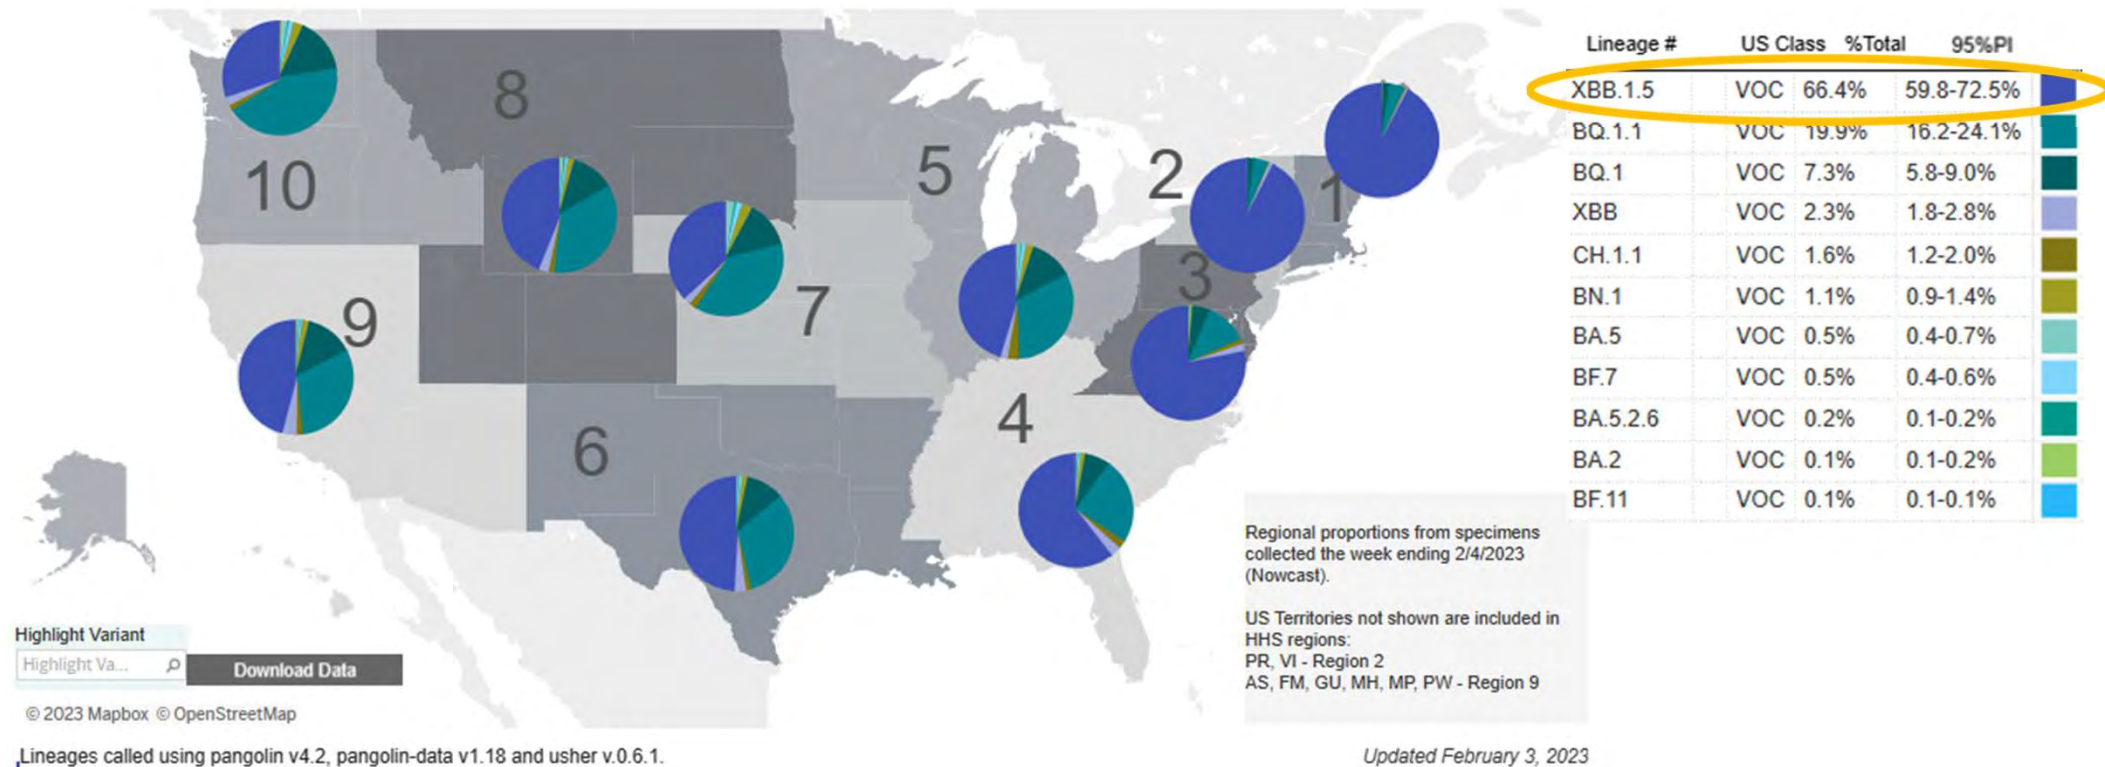 8
10
5
2
1
3
9
7
4
6
Lineage # US Class %Total 95%PI
XBB.1.5 VOC 66.4% 59.8-72.5%
BQ.1.1 VOC 19.9% 16.2-24.1%
BQ.1 VOC 7.3% 5.8-9.0%
XBB VOC 2.3% 1.8-2.8%
CH.1.1 VOC 1.6% 1.2-2.0%
BN.1 VOC 1.1% 0.9-1.4%
BA.5 VOC 0.5% 0.4-0.7%
BF.7 VOC 0.5% 0.4-0.6%
BA.5.2.6 VOC 0.2% 0.1-0.2%
BA.2 VOC 0.1% 0.1-0.2%
BF.11 VOC 0.1% 0.1-0.1%
Regional proportions from specimens
collected the week ending 2/4/2023
(Nowcast).
US Territories not shown are included in
HHS regions:
PR, VI - Region 2
AS, FM, GU, MH, MP, PW - Region 9
Highlight Variant
Highlight Va...
Download Data
© 2023 Mapbox © OpenStreetMap
Lineages called using pangolin v4.2, pangolin-data v1.18 and usher v.0.6.1.
Updated February 3, 2023